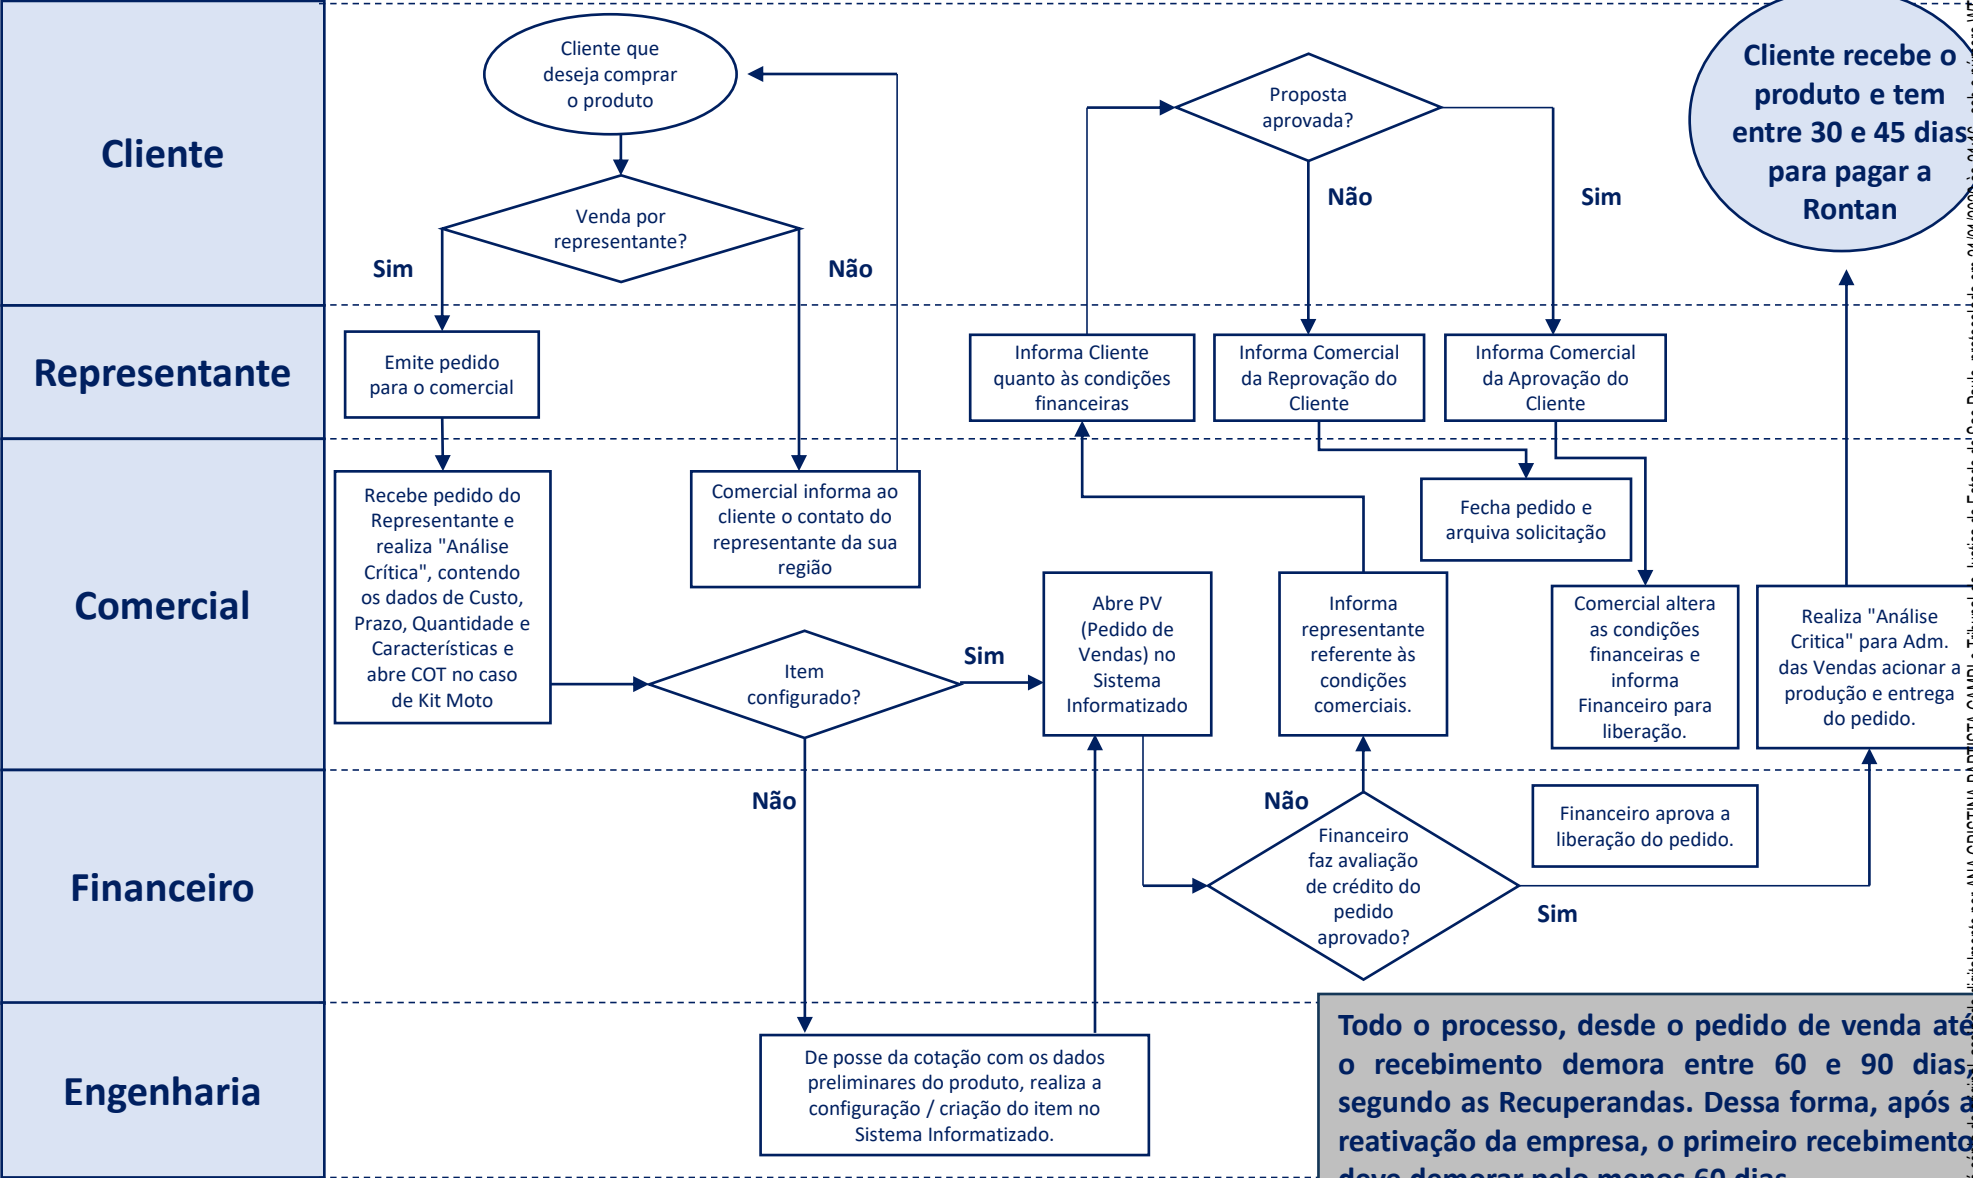 Cliente
Cliente que
deseja comprar
o produto
Venda por
representante?
Sim
Não
Proposta
aprovada?
Não
Sim
Cliente recebe o
produto e tem
entre 30 e 45 dias
para pagar a
Rontan
Representante
Emite pedido
para o comercial
Informa Cliente
quanto às condições
financeiras
Informa Comercial
da Reprovação do
Cliente
Informa Comercial
da Aprovação do
Cliente
Comercial
Recebe pedido do
Representante e
realiza "Análise
Crítica", contendo
os dados de Custo,
Prazo, Quantidade e
Características e
abre COT no caso
de Kit Moto
Comercial informa ao
cliente o contato do
representante da sua
região
Item
configurado?
Sim
Não
Abre PV
(Pedido de
Vendas) no
Sistema
Informatizado
Informa
representante
referente às
condições
comerciais.
Fecha pedido e
arquiva solicitação
Comercial altera
as condições
financeiras e
informa
Financeiro para
liberação.
Realiza "Análise
Critica" para Adm.
das Vendas acionar a
produção e entrega
do pedido.
Financeiro
Não
Financeiro
faz avaliação
de crédito do
pedido
aprovado?
Sim
Financeiro aprova a
liberação do pedido.
Engenharia
De posse da cotação com os dados
preliminares do produto, realiza a
configuração / criação do item no
Sistema Informatizado.
Todo o processo, desde o pedido de venda até
o recebimento demora entre 60 e 90 dias,
segundo as Recuperandas. Dessa forma, após a
reativação da empresa, o primeiro recebimento
deve demorar pelo menos 60 dias